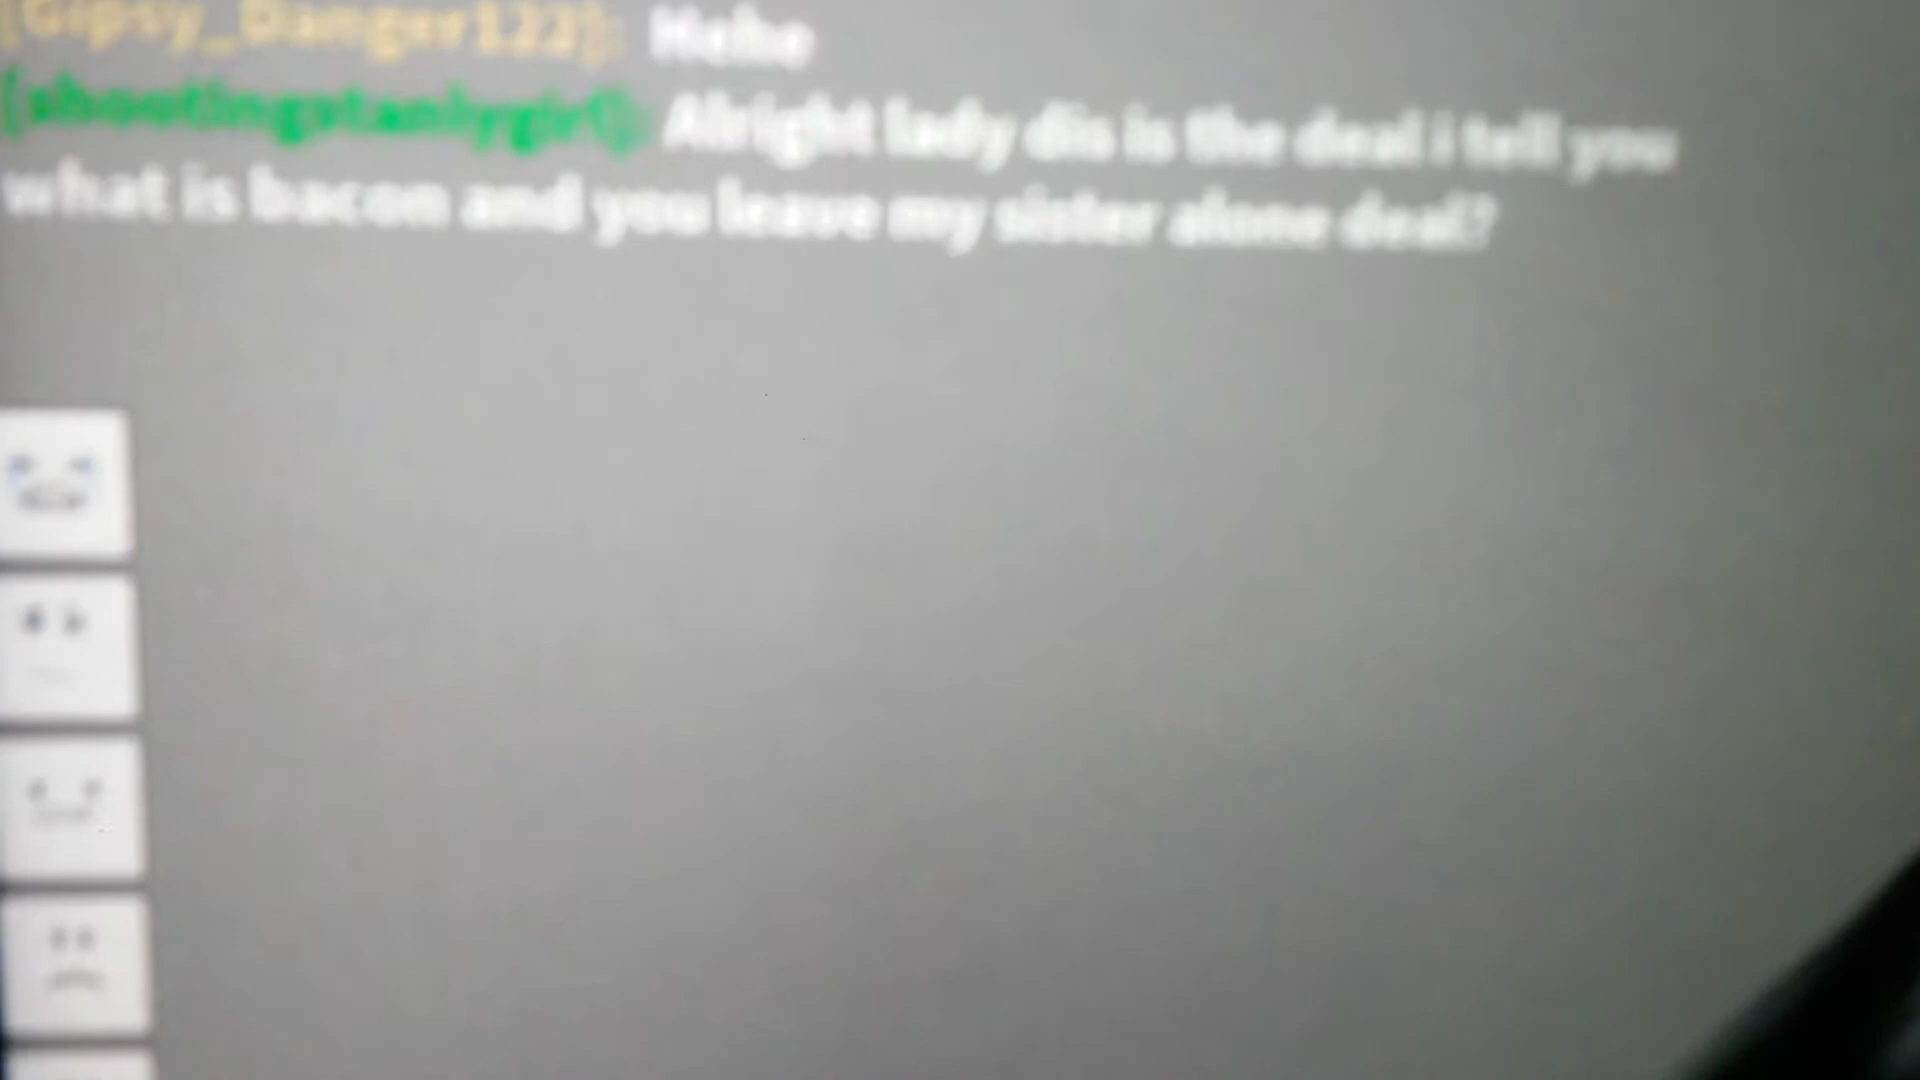 [Gipsy_Danger122]: Hehe
[shootingstanlygirl]: Alright lady dis is the deal i tell you
what is bacon and you leave my sister alone deal?